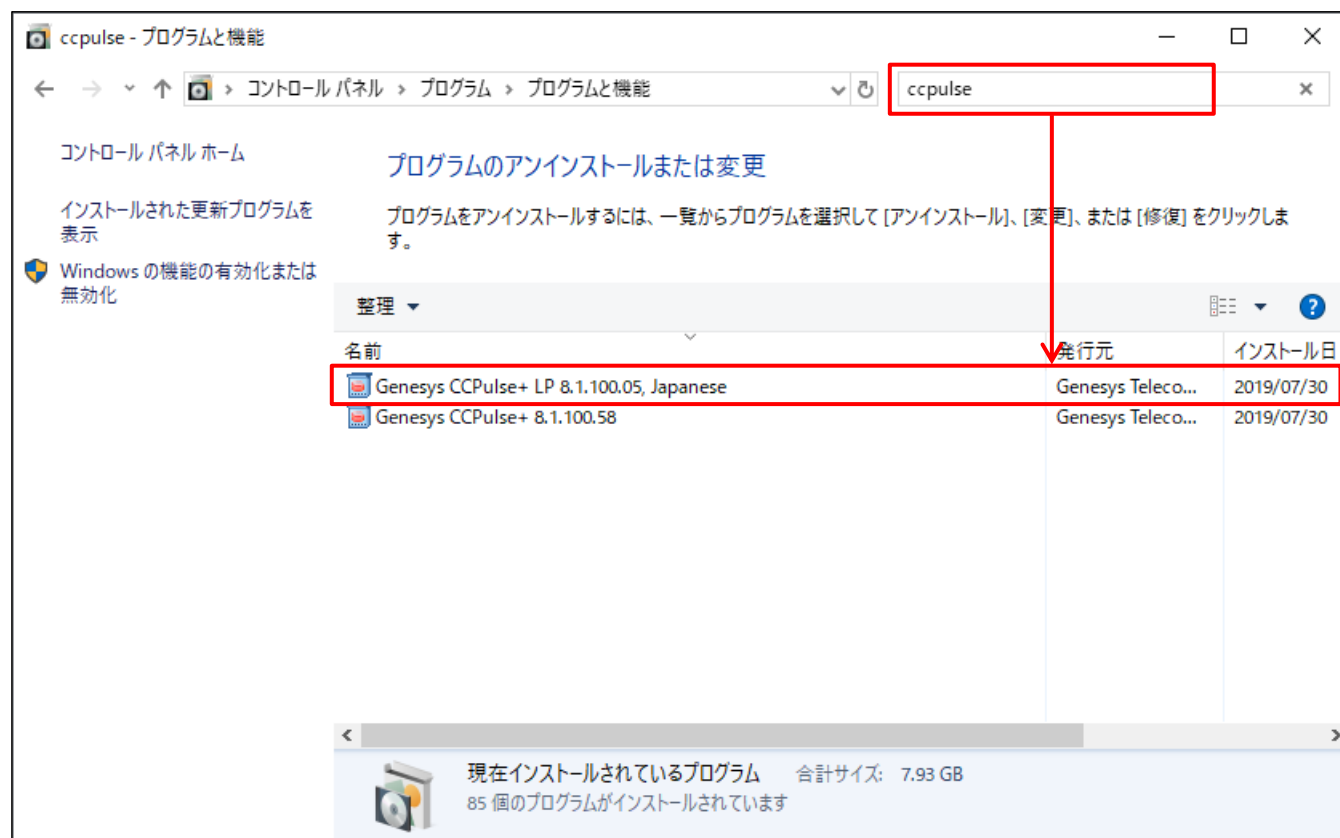 ccpulse - プログラムと機能
コントロール パネル › プログラム › プログラムと機能
ccpulse
コントロール パネル ホーム
インストールされた更新プログラムを
表示
Windows の機能の有効化または
無効化
プログラムのアンインストールまたは変更
プログラムをアンインストールするには、一覧からプログラムを選択して [アンインストール]、[変更]、または [修復] をクリックしま
す。
整理
名前 発行元 インストール日
Genesys CCPulse+ LP 8.1.100.05, Japanese Genesys Teleco... 2019/07/30
Genesys CCPulse+ 8.1.100.58 Genesys Teleco... 2019/07/30
現在インストールされているプログラム 合計サイズ: 7.93 GB
85 個のプログラムがインストールされています